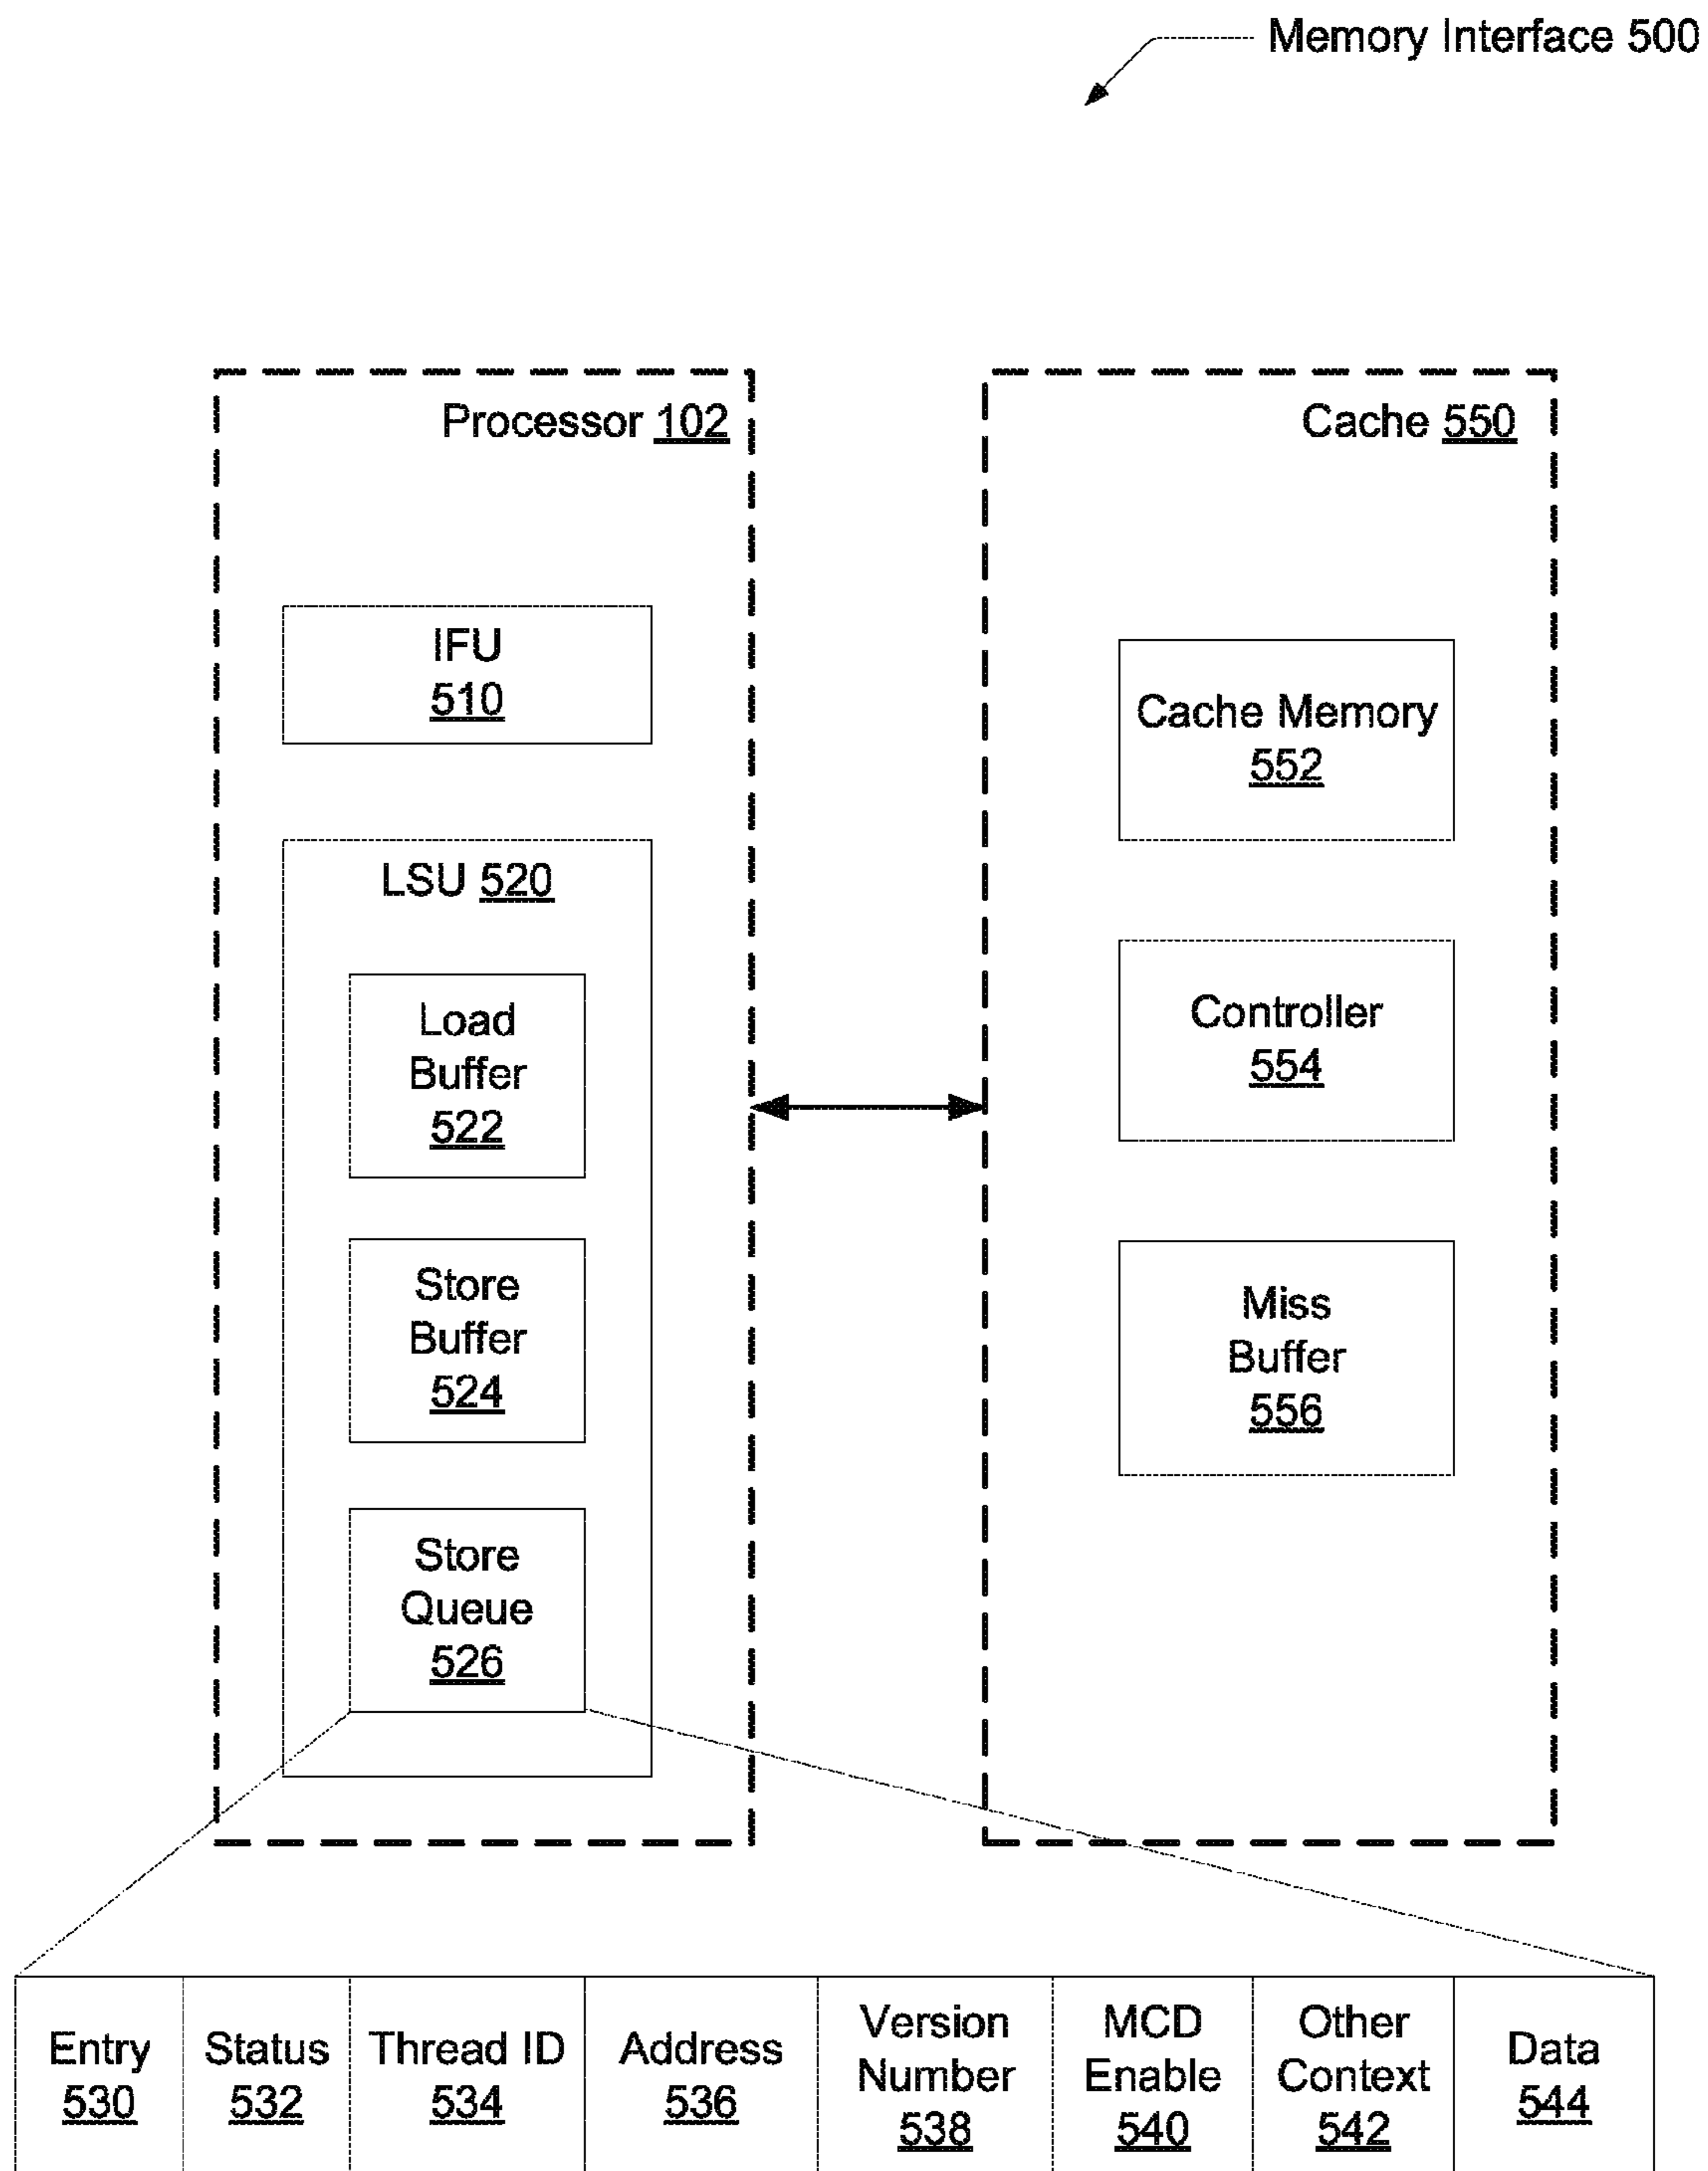 Memory Interface 500
Processor 102
IFU
510
LSU 520
Load
Buffer
522
Store
Buffer
524
Store
Queue
526
Cache 550
Cache Memory
552
Controller
554
Miss
Buffer
556
Entry
530
Status
532
Thread ID
534
Address
536
Version
Number
538
MCD
Enable
540
Other
Context
542
Data
544